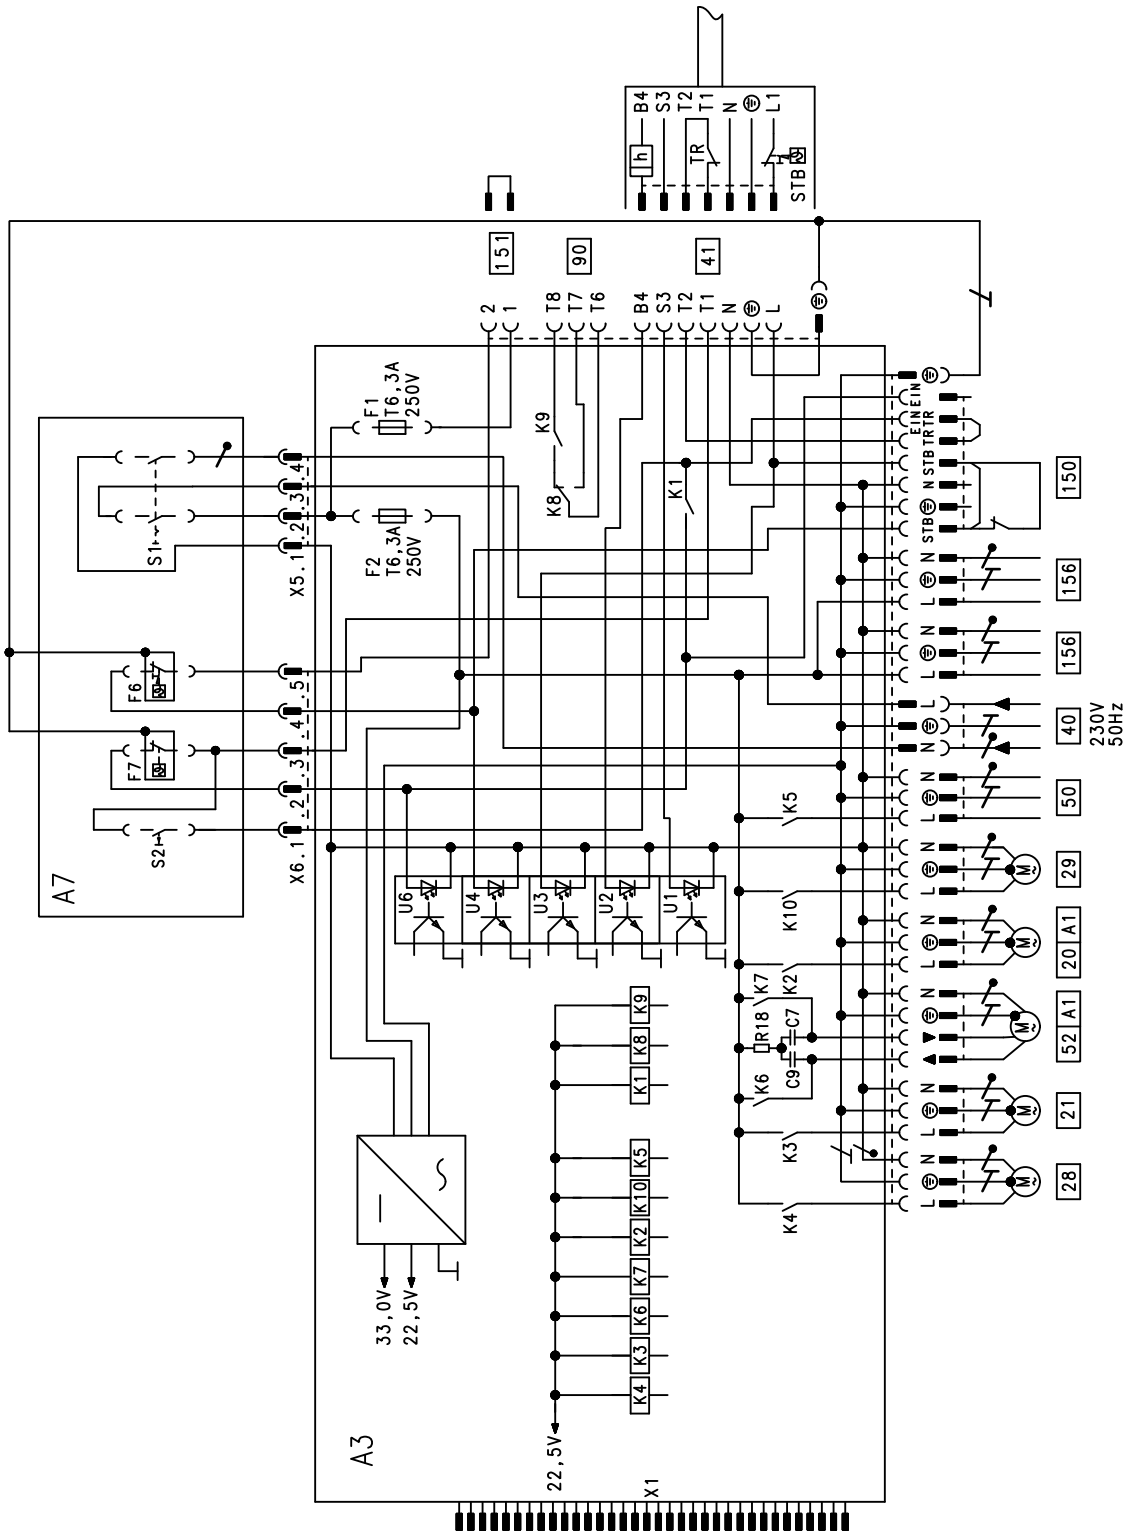 A7
S1
S2
F6
F7
X5.1 .2 .3 .4
X6.1 .2 .3 .4 .5
A3
F1
T6,3A
250V
F2
T6,3A
250V
K9
K8
K1
151
90
41
2
1
T8
T7
T6
B4
S3
T2
T1
N
L
h
TR
STB
B4
S3
T2
T1
N
L1
U6
U4
U3
U2
U1
33,0V
22,5V
22,5V
K9
K8
K1
K5
K10
K2
K7
K6
K3
K4
X1
K5
K10
K2
K7
R18
C7
C9
K6
K3
K4
EIN
EIN
TR
TR
STB
N
STB
150
N
L
156
N
L
156
L
N
40
230V
50Hz
N
L
50
N
L
M~
29
N
L
M~
20 A1
N
M~
52 A1
N
L
M~
21
N
L
M~
28